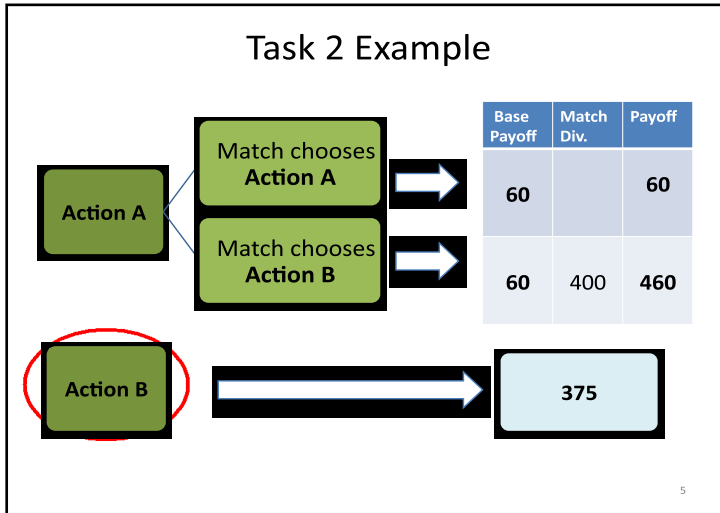 Task 2 Example
Action A
Match chooses
Action A
Match chooses
Action B
Base Match Payoff
Payoff Div.
60 60
60 400 460
Action B
375
5